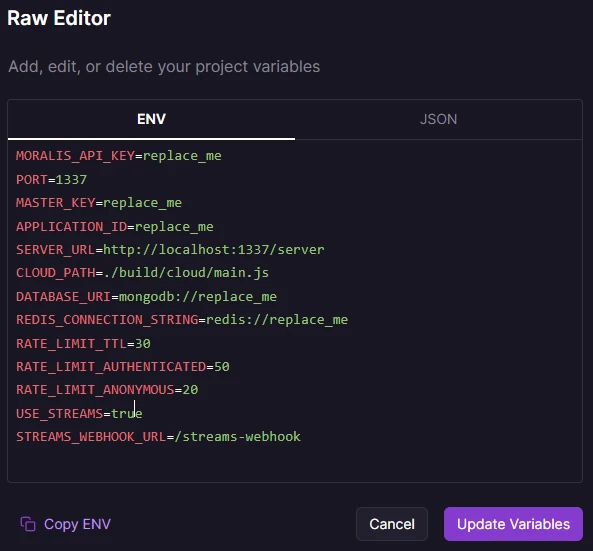 Raw Editor
Add, edit, or delete your project variables
ENV
JSON
MORALIS_API_KEY=replace_me
PORT=1337
MASTER_KEY=replace_me
APPLICATION_ID=replace_me
SERVER_URL=http://localhost:1337/server
CLOUD_PATH=./build/cloud/main.js
DATABASE_URI=mongodb://replace_me
REDIS_CONNECTION_STRING=redis://replace_me
RATE_LIMIT_TTL=30
RATE_LIMIT_AUTHENTICATED=50
RATE_LIMIT_ANONYMOUS=20
USE_STREAMS=true
STREAMS_WEBHOOK_URL=/streams-webhook
Copy ENV
Cancel
Update Variables